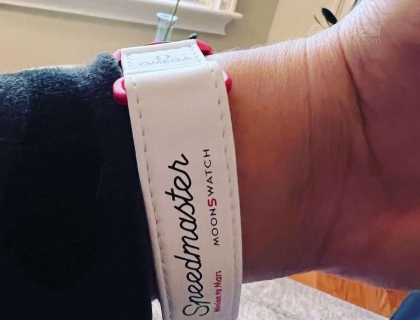 Ω OMEGA
Speedmaster
MOONSWATCH
Mission to Mars